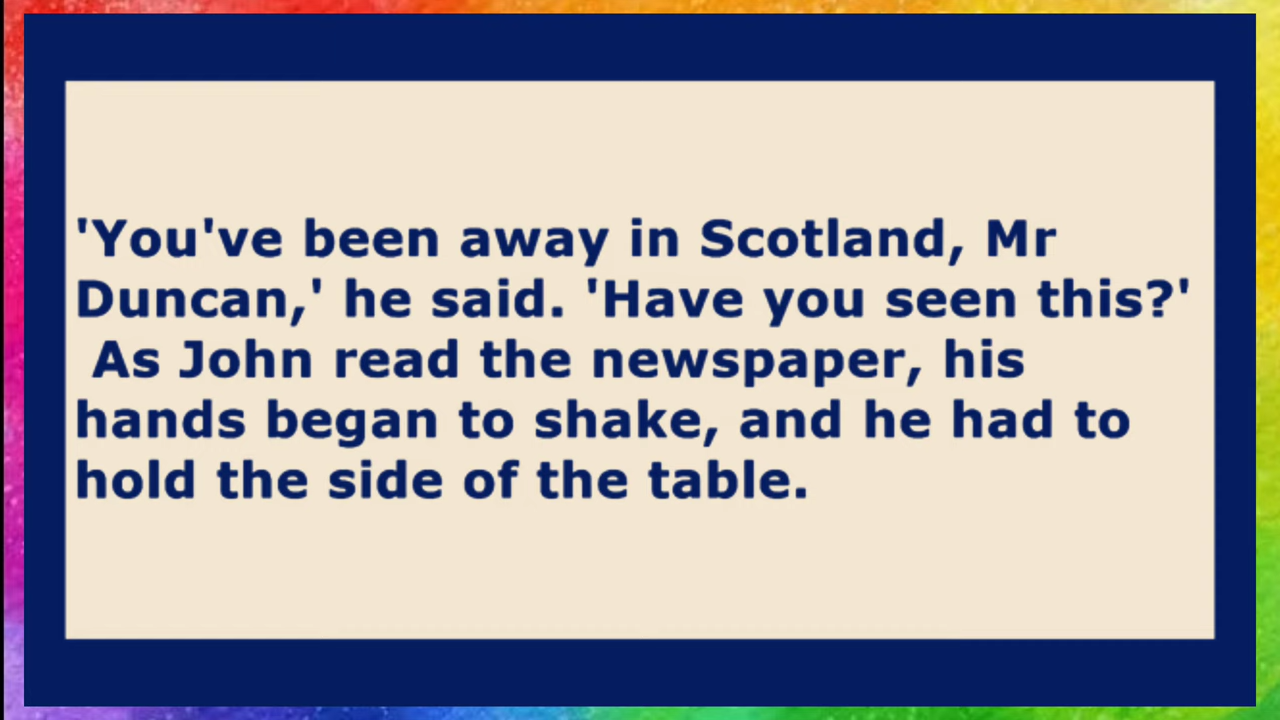 'You've been away in Scotland, Mr
Duncan,' he said. 'Have you seen this?'
As John read the newspaper, his
hands began to shake, and he had to
hold the side of the table.